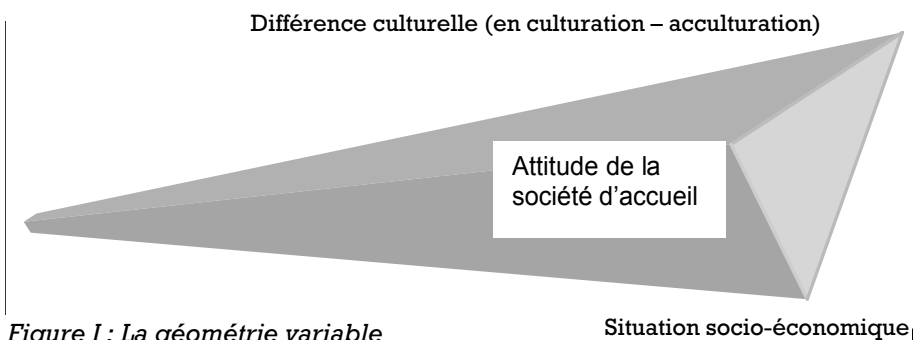 Différence culturelle (en culturation – acculturation)
Attitude de la
société d’accueil
Situation socio-économique
Figure I : La géométrie variable